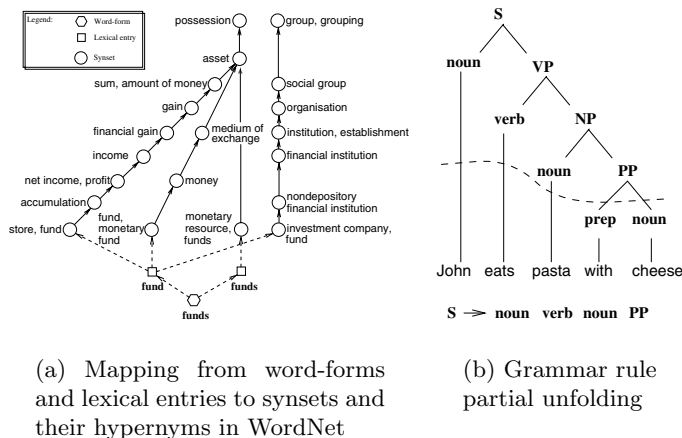 Legend:
Word-form
Lexical entry
Synset
possession
group, grouping
asset
sum, amount of money
social group
gain
organisation
financial gain
medium of
exchange
institution, establishment
income
financial institution
net income, profit
money
accumulation
nondepository
financial institution
store, fund
fund,
monetary
fund
monetary
resource,
funds
investment company,
fund
fund
funds
funds
(a) Mapping from word-forms
and lexical entries to synsets and
their hypernyms in WordNet
S
noun
VP
verb
NP
noun
PP
prep
noun
John eats pasta with cheese
S → noun verb noun PP
(b) Grammar rule
partial unfolding